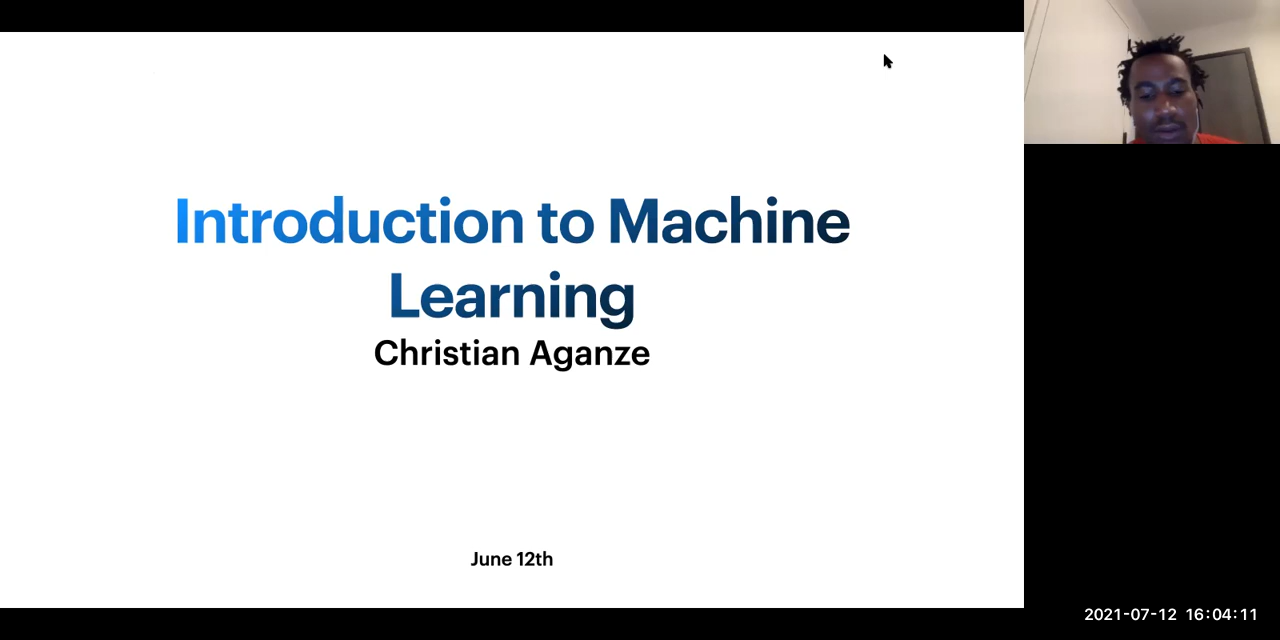 Introduction to Machine
Learning
Christian Aganze
June 12th
2021-07-12 16:04:11